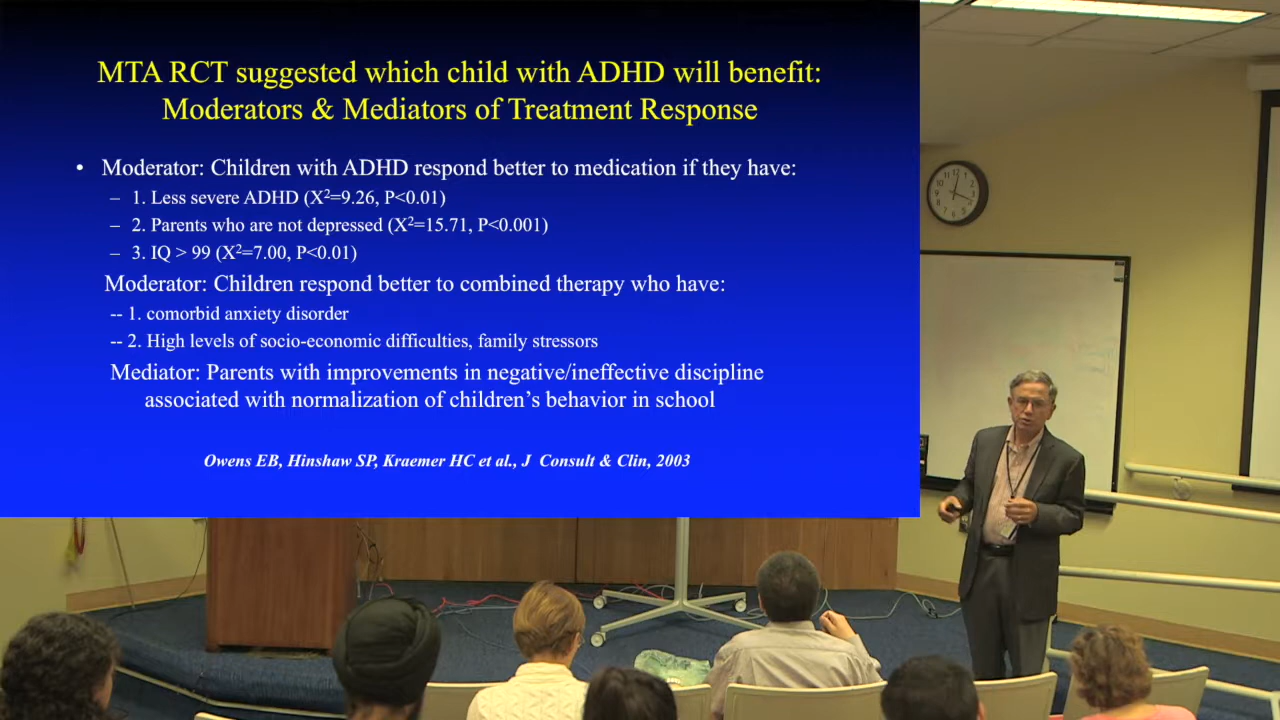 MTA RCT suggested which child with ADHD will benefit:
Moderators & Mediators of Treatment Response
• Moderator: Children with ADHD respond better to medication if they have:
– 1. Less severe ADHD (X²=9.26, P<0.01)
– 2. Parents who are not depressed (X²=15.71, P<0.001)
– 3. IQ > 99 (X²=7.00, P<0.01)
Moderator: Children respond better to combined therapy who have:
-- 1. comorbid anxiety disorder
-- 2. High levels of socio-economic difficulties, family stressors
Mediator: Parents with improvements in negative/ineffective discipline
associated with normalization of children's behavior in school
Owens EB, Hinshaw SP, Kraemer HC et al., J Consult & Clin, 2003